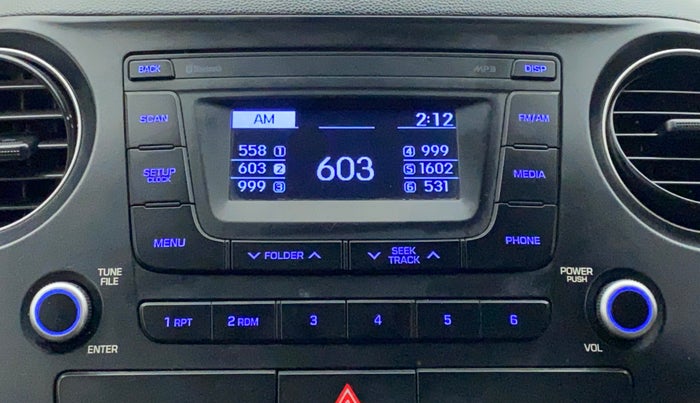 BACK
Bluetooth
MP3
DISP
SCAN
AM
2:12
FM/AM
558 1
4 999
603 2
603
5 1602
999 3
6 531
SETUP
CLOCK
MEDIA
MENU
FOLDER
SEEK
TRACK
PHONE
TUNE
FILE
POWER
PUSH
1 RPT
2 RDM
3
4
5
6
ENTER
VOL